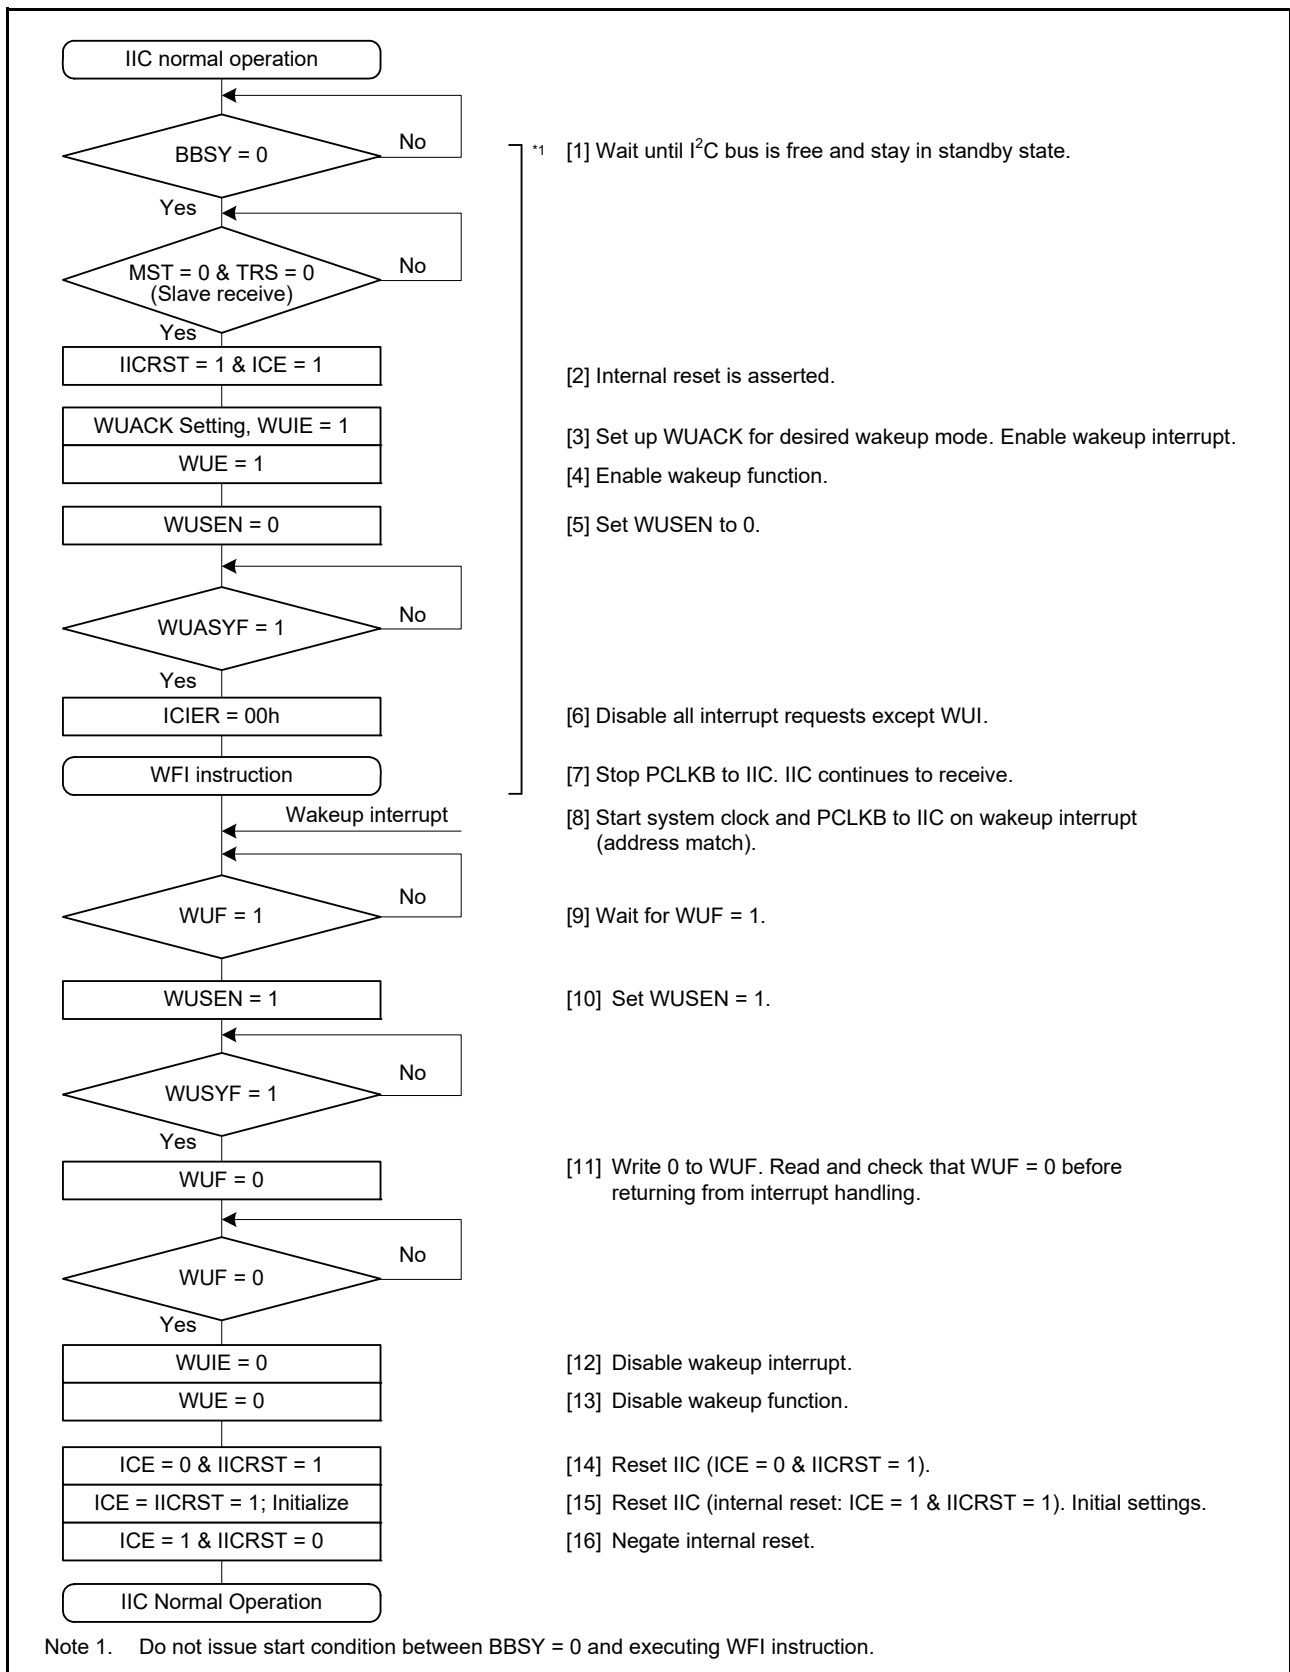 IIC normal operation
BBSY = 0
No
*1 [1] Wait until I²C bus is free and stay in standby state.
Yes
MST = 0 & TRS = 0
(Slave receive)
No
Yes
IICRST = 1 & ICE = 1
[2] Internal reset is asserted.
WUACK Setting, WUIE = 1
[3] Set up WUACK for desired wakeup mode. Enable wakeup interrupt.
WUE = 1
[4] Enable wakeup function.
WUSEN = 0
[5] Set WUSEN to 0.
WUASYF = 1
No
Yes
ICIER = 00h
[6] Disable all interrupt requests except WUI.
WFI instruction
[7] Stop PCLKB to IIC. IIC continues to receive.
Wakeup interrupt
[8] Start system clock and PCLKB to IIC on wakeup interrupt
(address match).
WUF = 1
No
[9] Wait for WUF = 1.
WUSEN = 1
[10] Set WUSEN = 1.
WUSYF = 1
No
Yes
WUF = 0
[11] Write 0 to WUF. Read and check that WUF = 0 before
returning from interrupt handling.
WUF = 0
No
Yes
WUIE = 0
[12] Disable wakeup interrupt.
WUE = 0
[13] Disable wakeup function.
ICE = 0 & IICRST = 1
[14] Reset IIC (ICE = 0 & IICRST = 1).
ICE = IICRST = 1; Initialize
[15] Reset IIC (internal reset: ICE = 1 & IICRST = 1). Initial settings.
ICE = 1 & IICRST = 0
[16] Negate internal reset.
IIC Normal Operation
Note 1. Do not issue start condition between BBSY = 0 and executing WFI instruction.